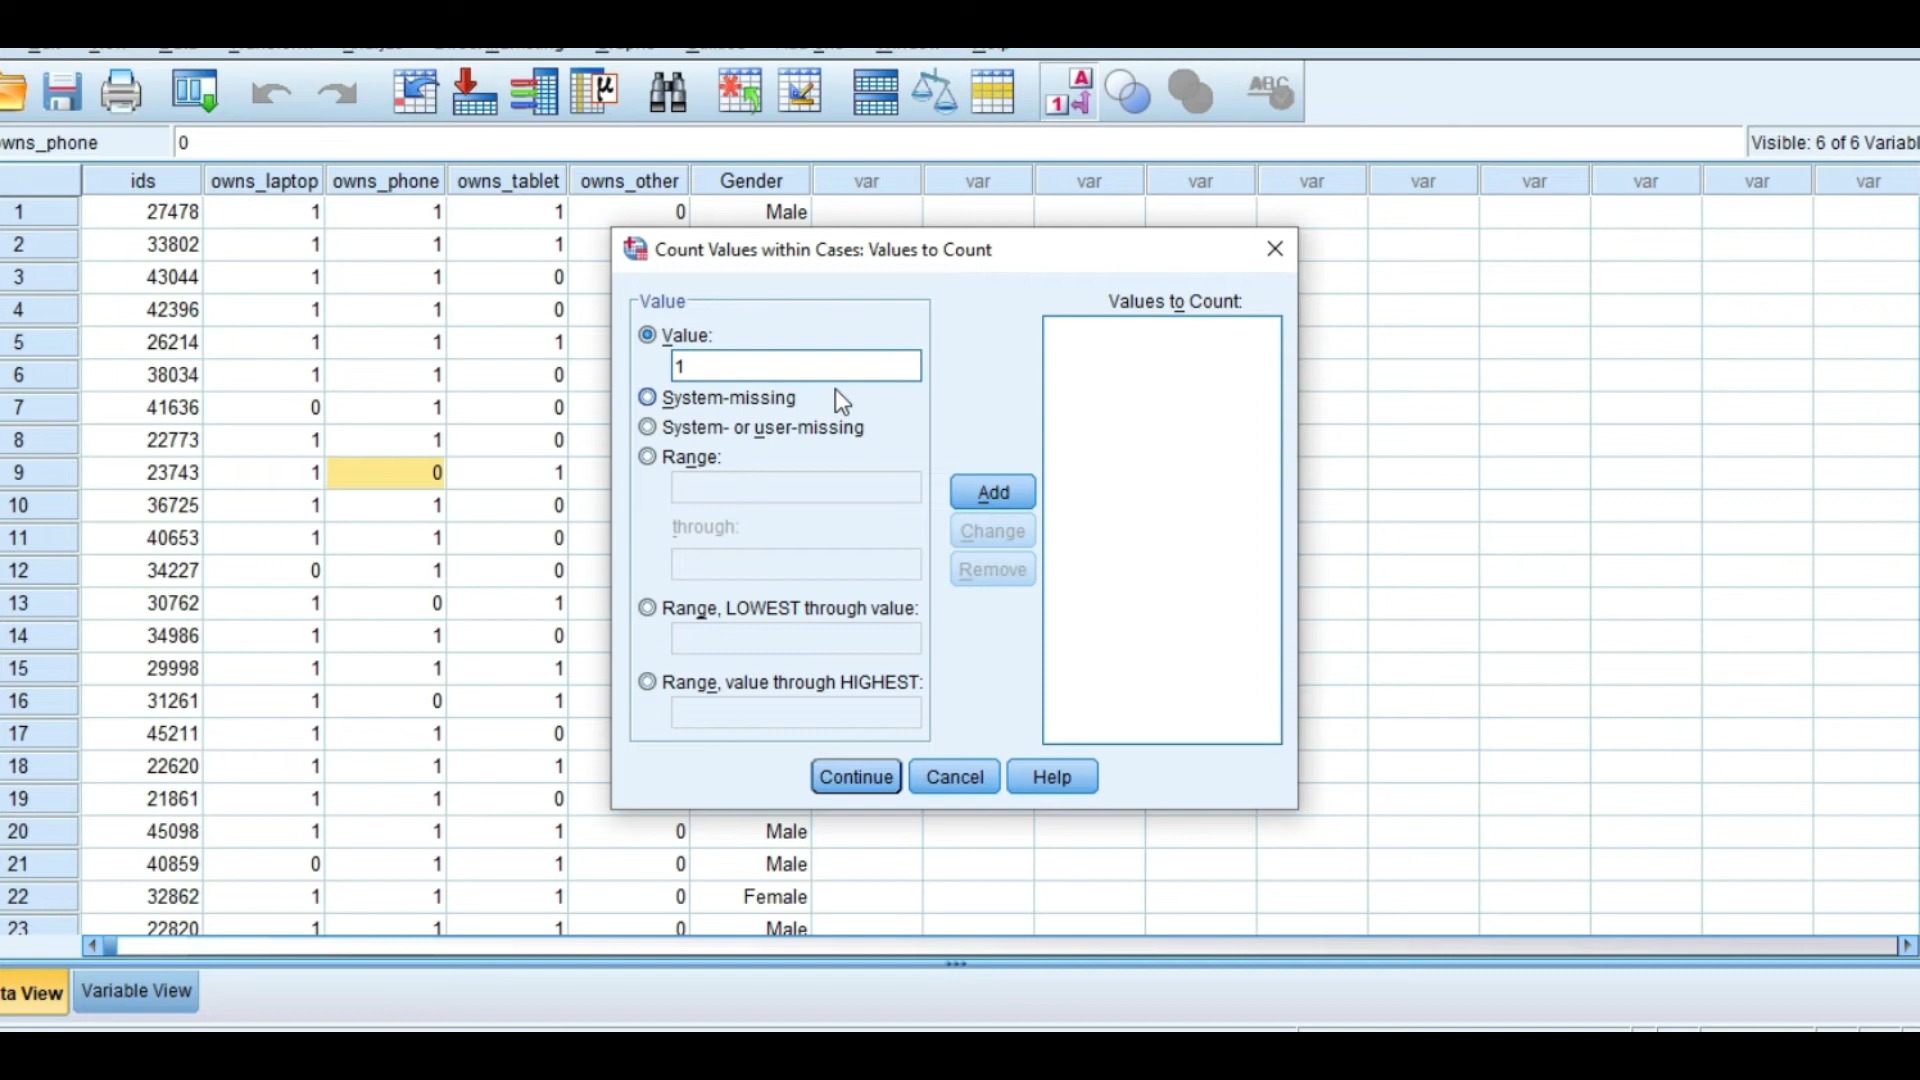 ABC
A
1
μ
owns_phone 0 Visible: 6 of 6 Variabl
ids owns_laptop owns_phone owns_tablet owns_other Gender var var var var var var var var var var
1 27478 1 1 1 0 Male
2 33802 1 1 1
3 43044 1 1 0
4 42396 1 1 0
5 26214 1 1 1
6 38034 1 1 0
7 41636 0 1 0
8 22773 1 1 0
9 23743 1 0 1
10 36725 1 1 0
11 40653 1 1 0
12 34227 0 1 0
13 30762 1 0 1
14 34986 1 1 0
15 29998 1 1 1
16 31261 1 0 1
17 45211 1 1 0
18 22620 1 1 1
19 21861 1 1 0
20 45098 1 1 1 0 Male
21 40859 0 1 1 0 Male
22 32862 1 1 1 0 Female
23 22820 1 1 1 0 Male
Count Values within Cases: Values to Count
Value
Value:
1
System-missing
System- or user-missing
Range:
through:
Range, LOWEST through value:
Range, value through HIGHEST:
Add
Change
Remove
Values to Count:
Continue Cancel Help
ta View Variable View